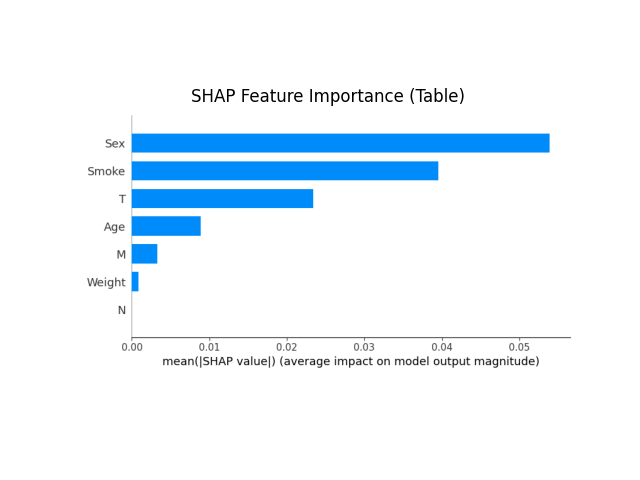 SHAP Feature Importance (Table)
Sex
Smoke
T
Age
M
Weight
N
0.00 0.01 0.02 0.03 0.04 0.05
mean(|SHAP value|) (average impact on model output magnitude)